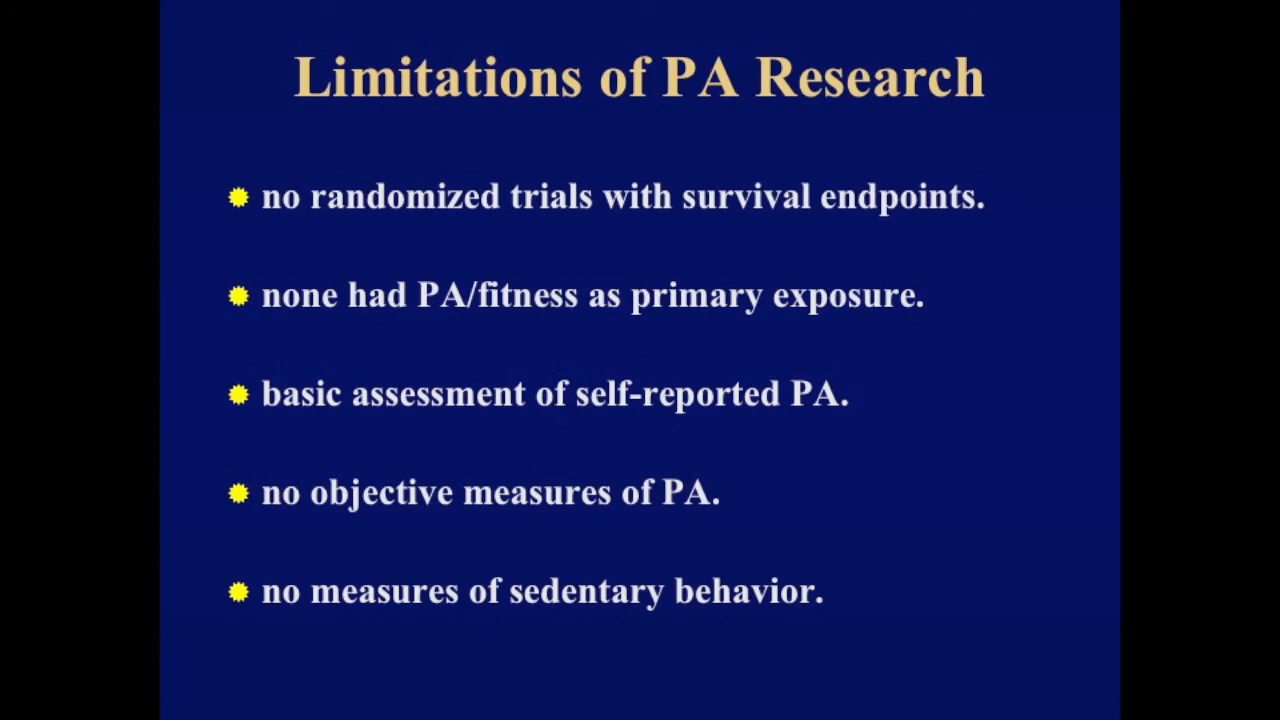 Limitations of PA Research
no randomized trials with survival endpoints.
none had PA/fitness as primary exposure.
basic assessment of self-reported PA.
no objective measures of PA.
no measures of sedentary behavior.